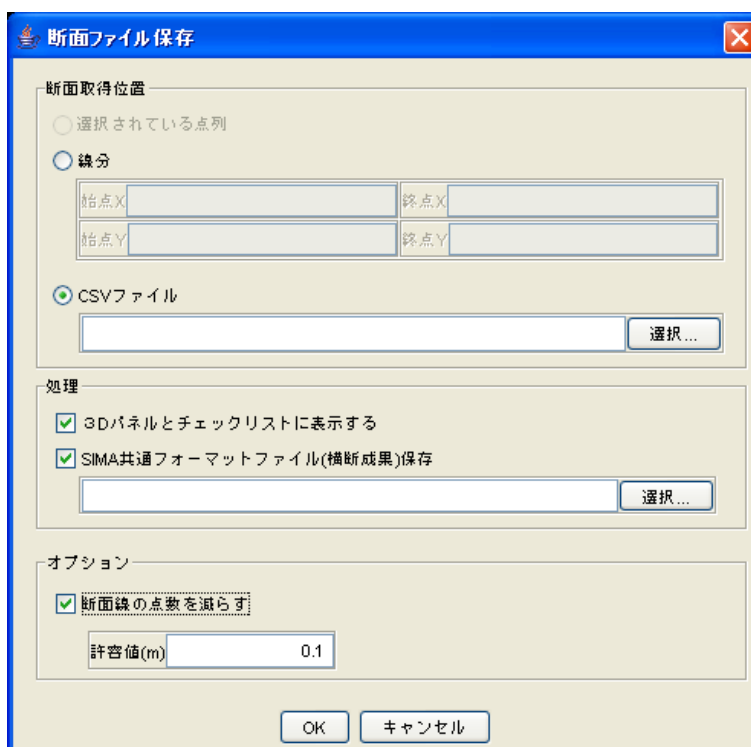 断面ファイル保存
断面取得位置
選択されている点列
線分
始点X 終点X
始点Y 終点Y
CSVファイル
選択...
処理
3Dパネルとチェックリストに表示する
SIMA共通フォーマットファイル(横断成果)保存
選択...
オプション
断面線の点数を減らす
許容値(m) 0.1
OK キャンセル